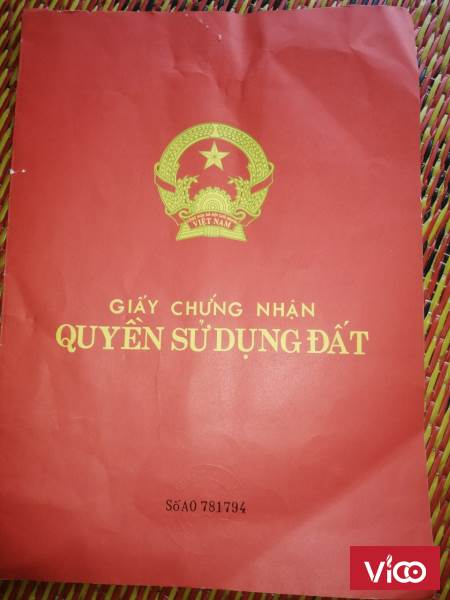 VIỆT NAM
GIẤY CHỨNG NHẬN
QUYỀN SỬ DỤNG ĐẤT
Số AO 781794
Vico